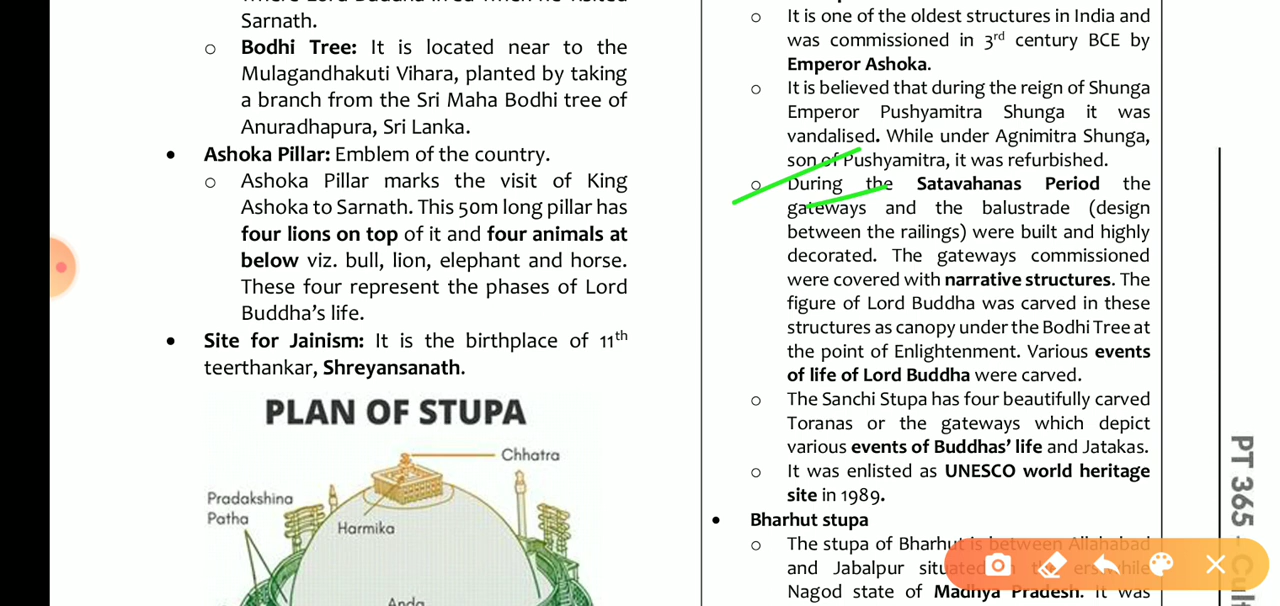 Sarnath.
o Bodhi Tree: It is located near to the
Mulagandhakuti Vihara, planted by taking
a branch from the Sri Maha Bodhi tree of
Anuradhapura, Sri Lanka.
• Ashoka Pillar: Emblem of the country.
o Ashoka Pillar marks the visit of King
Ashoka to Sarnath. This 50m long pillar has
four lions on top of it and four animals at
below viz. bull, lion, elephant and horse.
These four represent the phases of Lord
Buddha's life.
• Site for Jainism: It is the birthplace of 11th
teerthankar, Shreyansanath.
PLAN OF STUPA
Chhatra
Pradakshina
Patha
Harmika
Anda
o It is one of the oldest structures in India and
was commissioned in 3rd century BCE by
Emperor Ashoka.
o It is believed that during the reign of Shunga
Emperor Pushyamitra Shunga it was
vandalised. While under Agnimitra Shunga,
son of Pushyamitra, it was refurbished.
o During the Satavahanas Period the
gateways and the balustrade (design
between the railings) were built and highly
decorated. The gateways commissioned
were covered with narrative structures. The
figure of Lord Buddha was carved in these
structures as canopy under the Bodhi Tree at
the point of Enlightenment. Various events
of life of Lord Buddha were carved.
o The Sanchi Stupa has four beautifully carved
Toranas or the gateways which depict
various events of Buddhas' life and Jatakas.
o It was enlisted as UNESCO world heritage
site in 1989.
• Bharhut stupa
o The stupa of Bharhut is between Allahabad
and Jabalpur situated in the erstwhile
Nagod state of Madhya Pradesh. It was
PT 365 - Cul